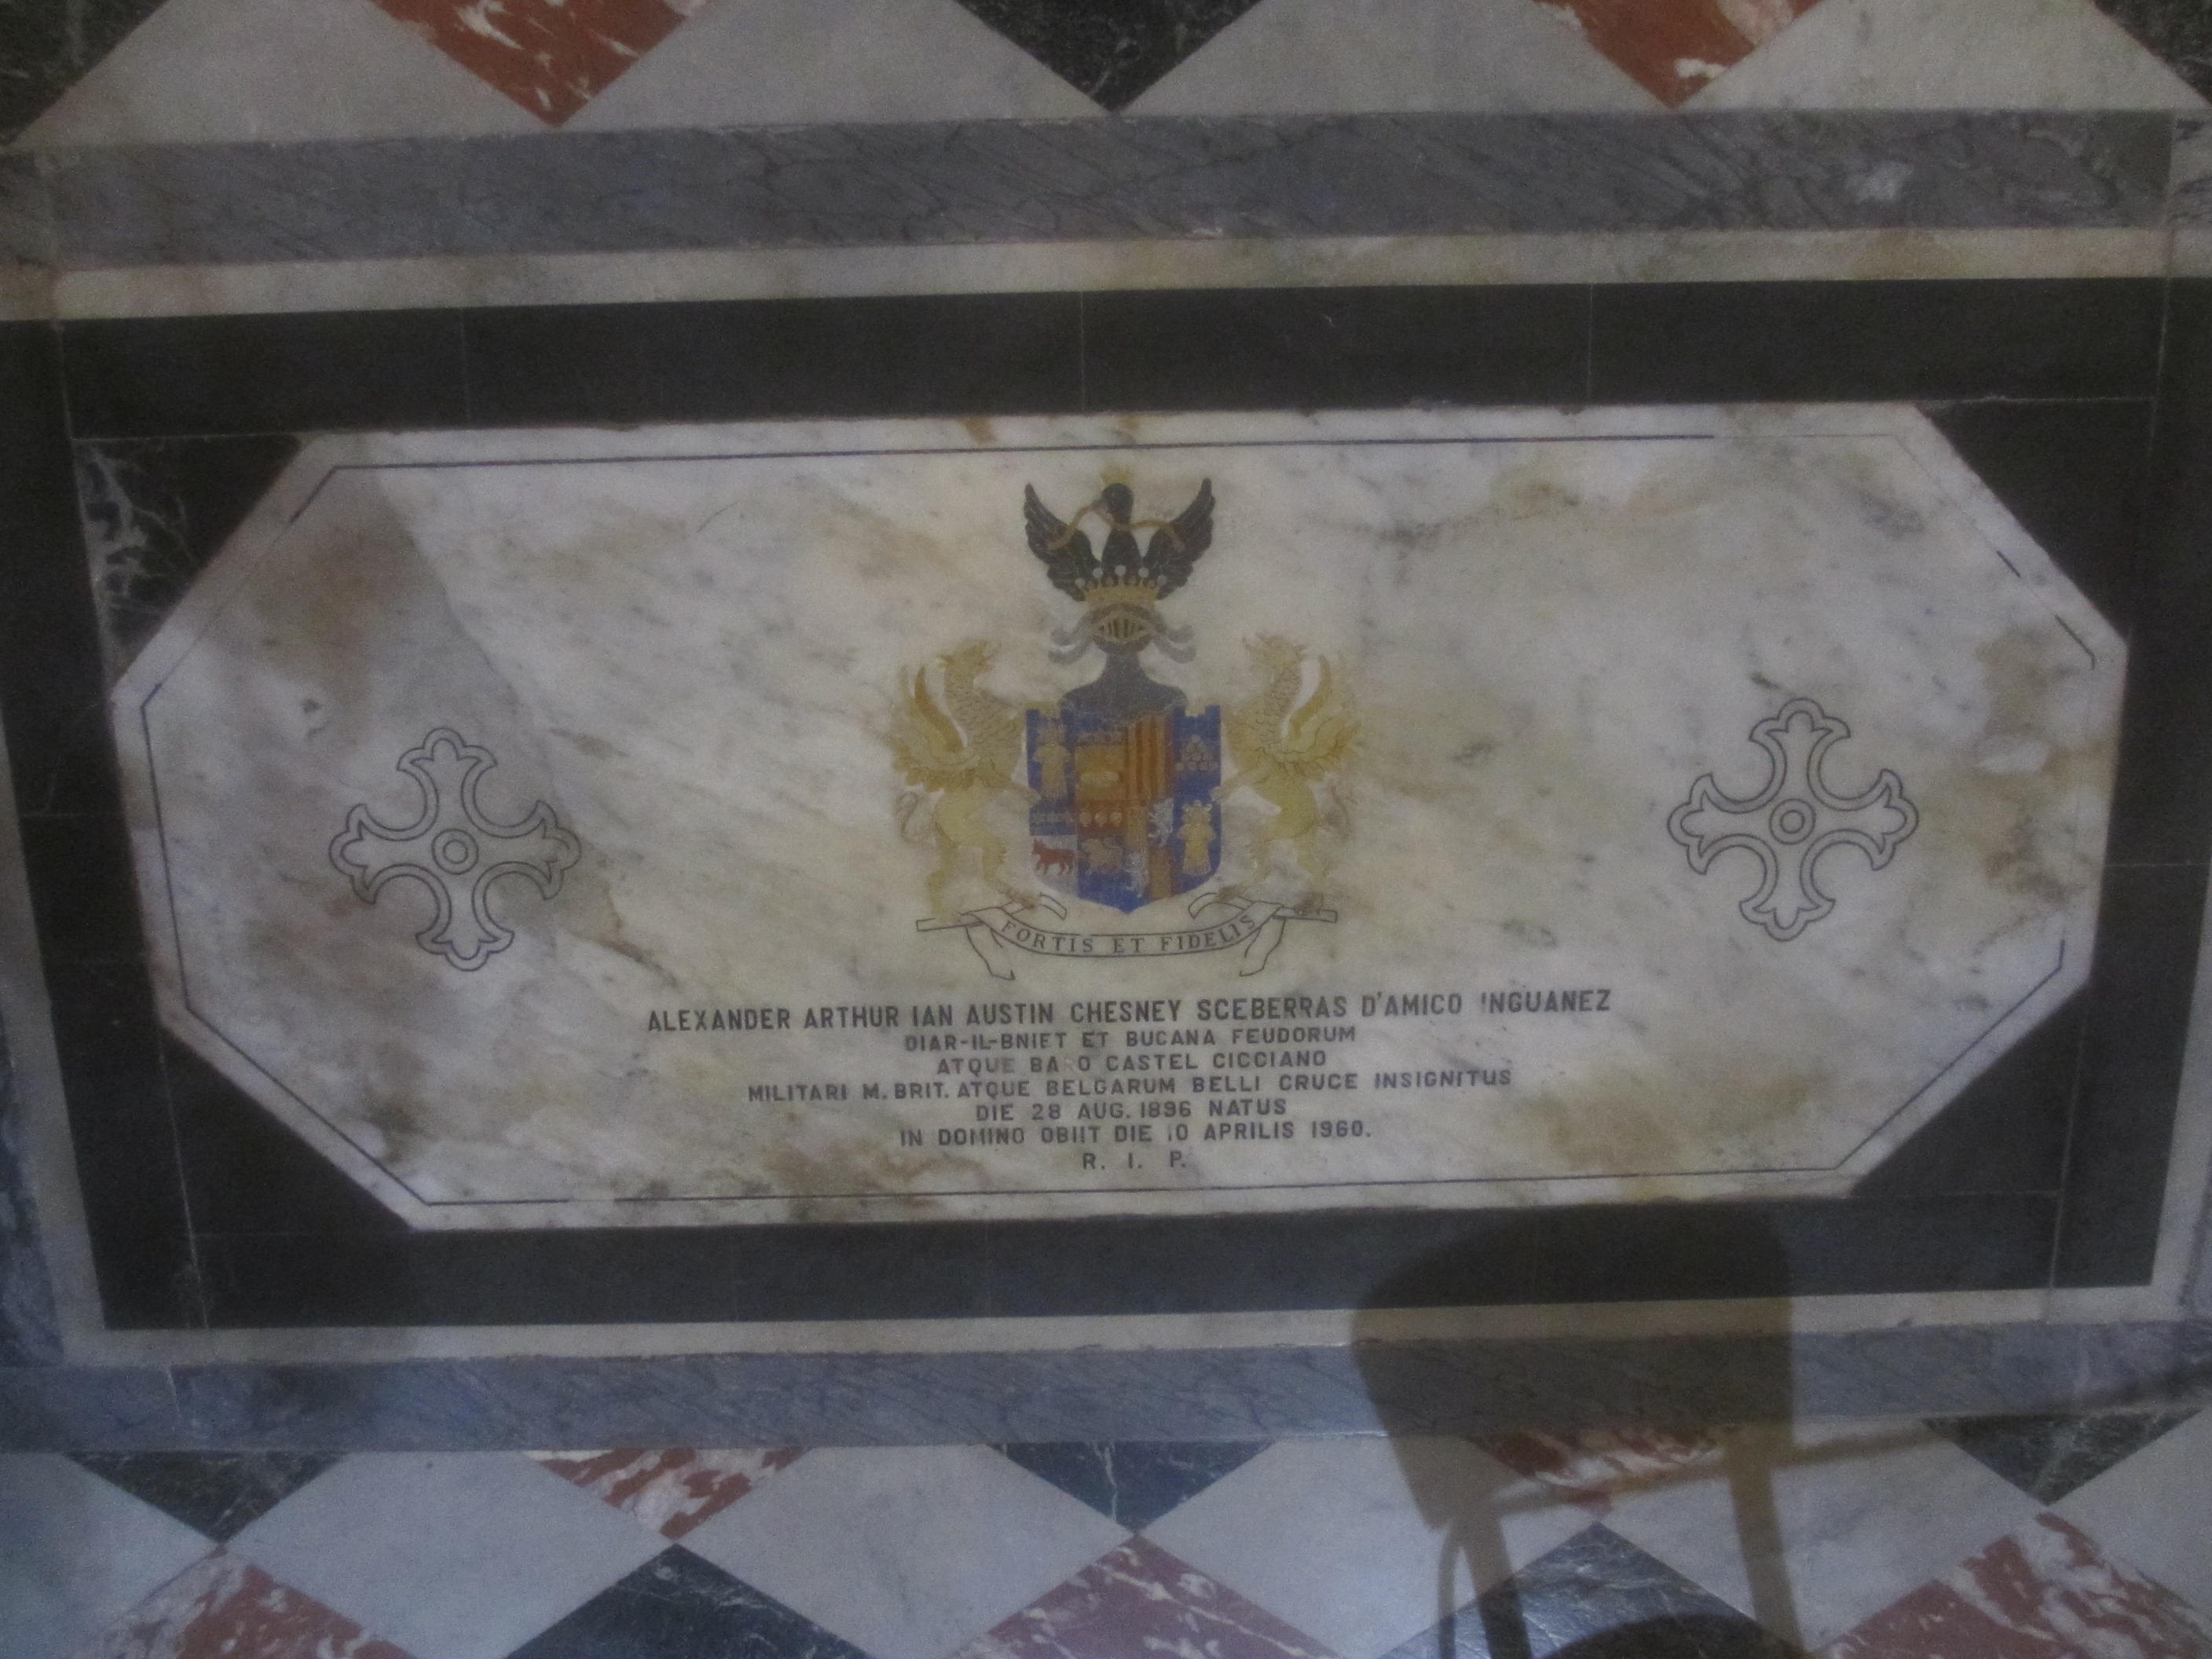 FORTIS ET FIDELIS
ALEXANDER ARTHUR IAN AUSTIN CHESNEY SCEBERRAS D'AMICO INGUANEZ
DIAR-IL-BNIET ET BUCANA FEUDORUM
ATQUE BARO CASTEL CICCIANO
MILITARI M. BRIT. ATQUE BELGARUM BELLI CRUCE INSIGNITUS
DIE 28 AUG. 1896 NATUS
IN DOMINO OBIIT DIE 10 APRILIS 1960.
R. I. P.